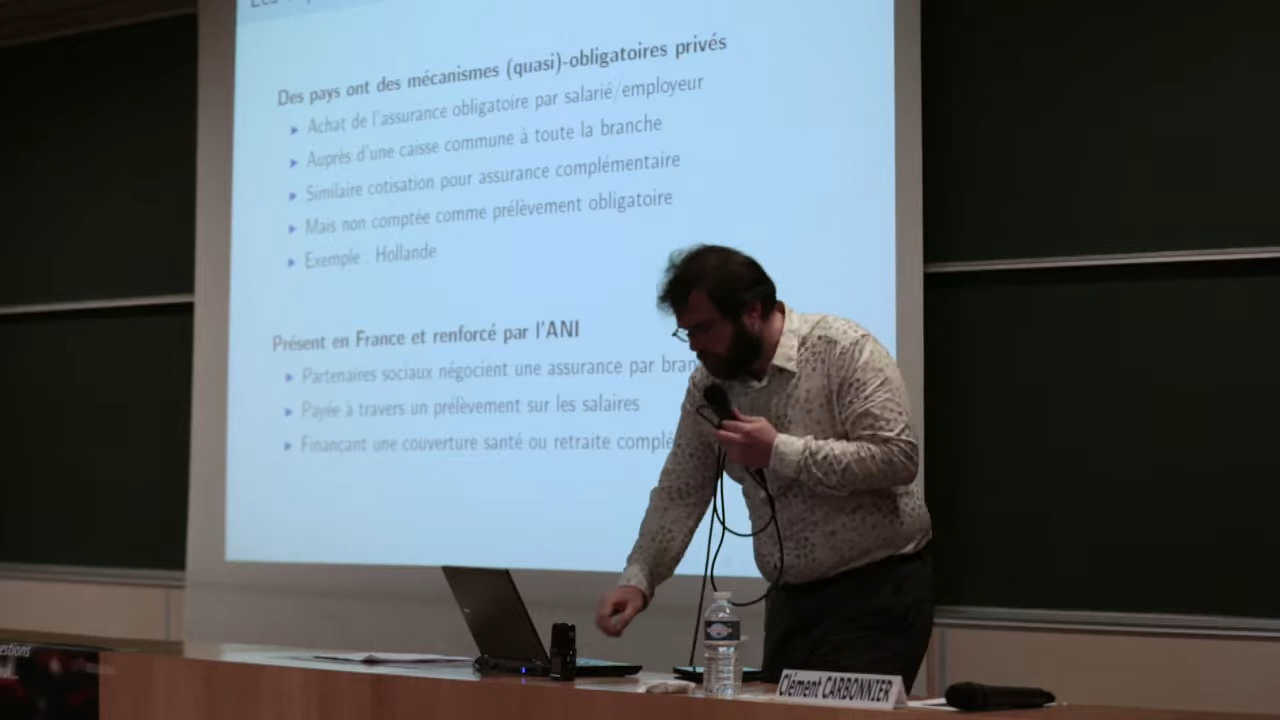 Des pays ont des mécanismes (quasi)-obligatoires privés
Achat de l'assurance obligatoire par salarié/employeur
Auprès d'une caisse commune à toute la branche
Similaire cotisation pour assurance complémentaire
Mais non comptée comme prélèvement obligatoire
Exemple : Hollande
Présent en France et renforcé par l'ANI
Partenaires sociaux négocient une assurance par bran
Payée à travers un prélèvement sur les salaires
Finançant une couverture santé ou retraite complé
Clément CARBONNIER